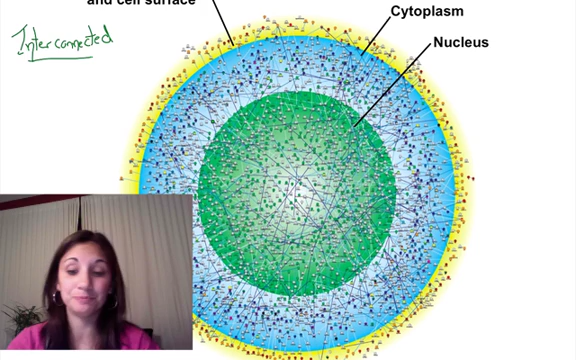 and cell surface
Cytoplasm
Interconnected
Nucleus